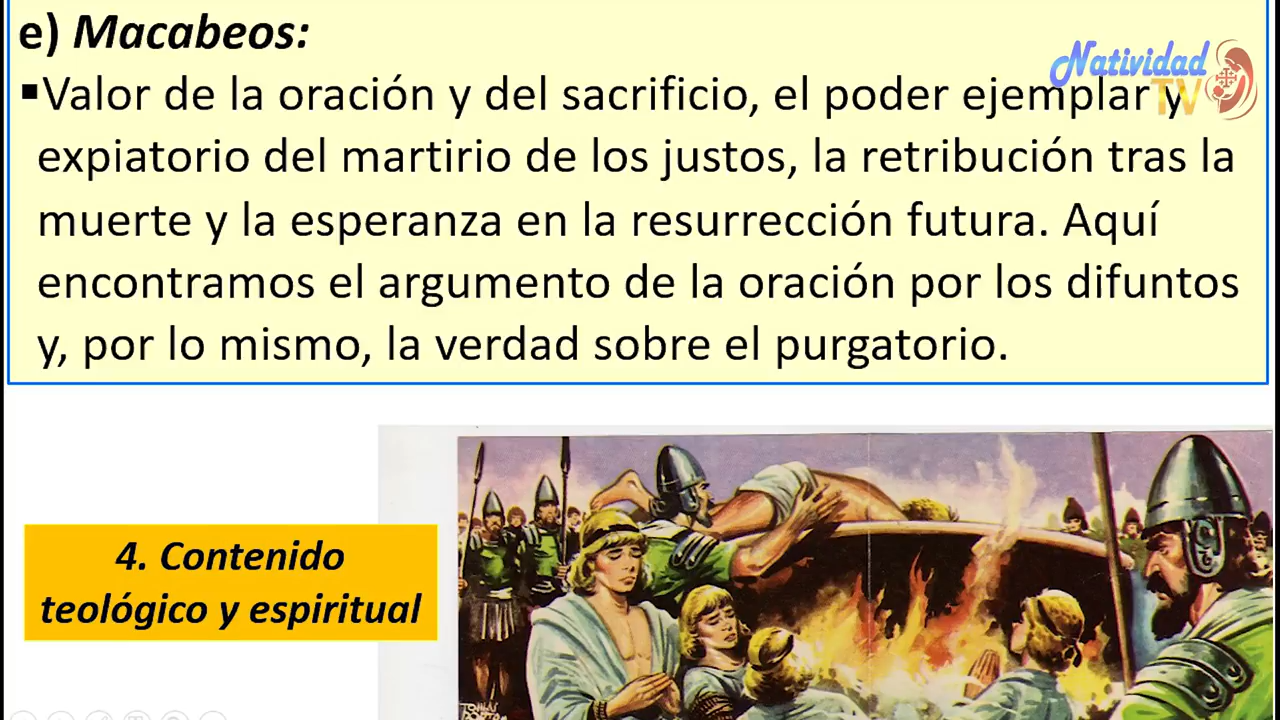 e) Macabeos:
Natividad
TV
▪Valor de la oración y del sacrificio, el poder ejemplar y
expiatorio del martirio de los justos, la retribución tras la
muerte y la esperanza en la resurrección futura. Aquí
encontramos el argumento de la oración por los difuntos
y, por lo mismo, la verdad sobre el purgatorio.
4. Contenido
teológico y espiritual